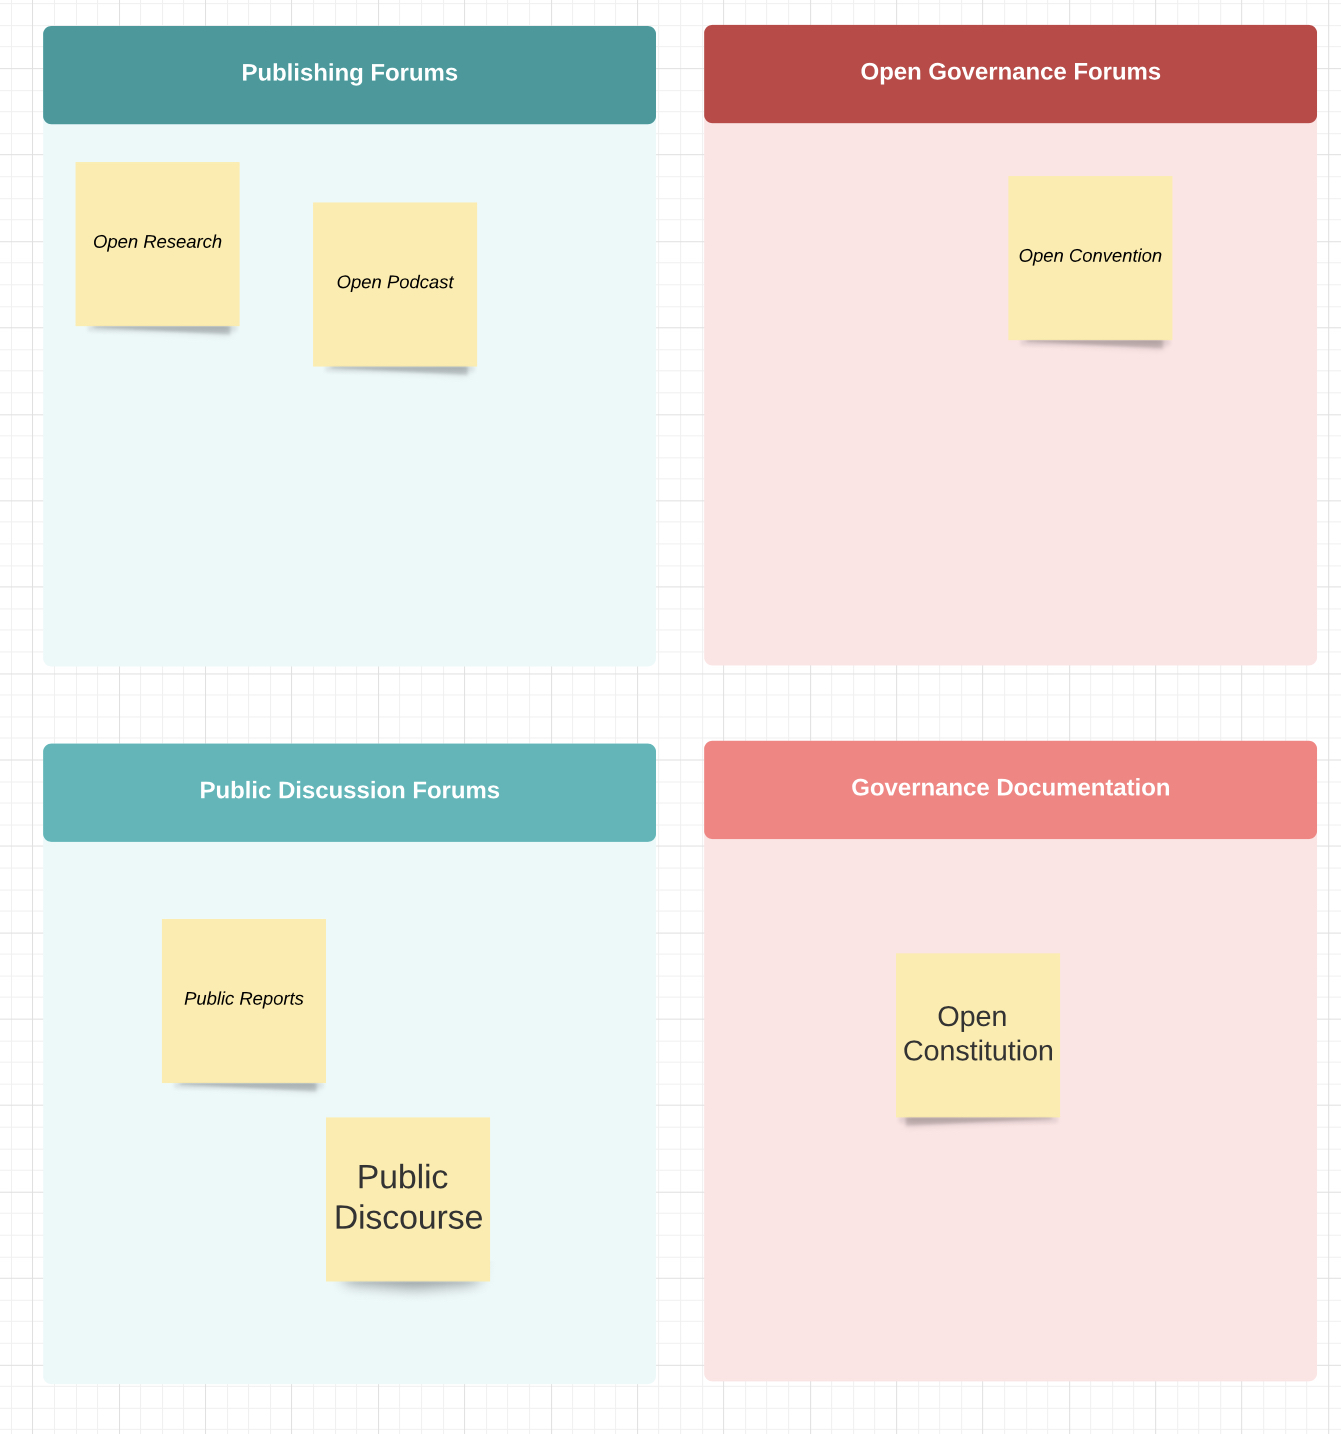 Publishing Forums
Open Research
Open Podcast
Open Governance Forums
Open Convention
Public Discussion Forums
Public Reports
Public
Discourse
Governance Documentation
Open
Constitution